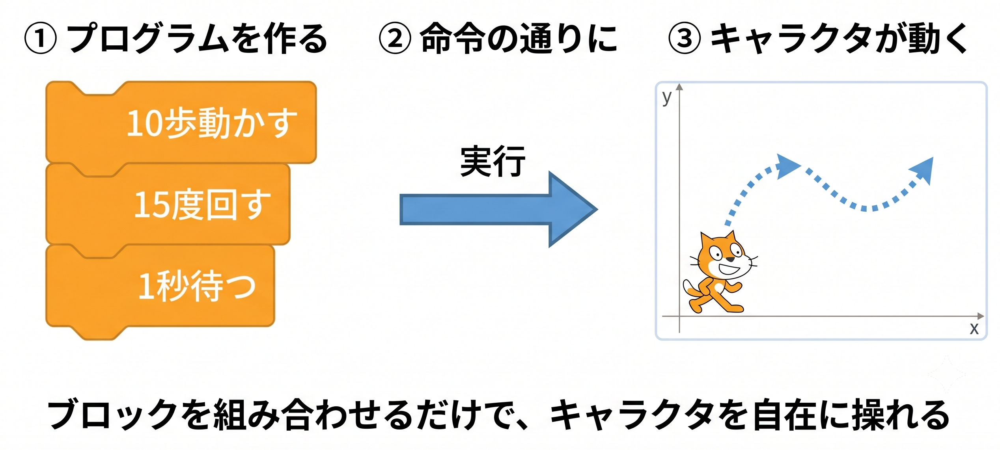 ① プログラムを作る
② 命令の通りに
③ キャラクタが動く
10歩動かす
15度回す
1秒待つ
実行
y
x
ブロックを組み合わせるだけで、キャラクタを自在に操れる